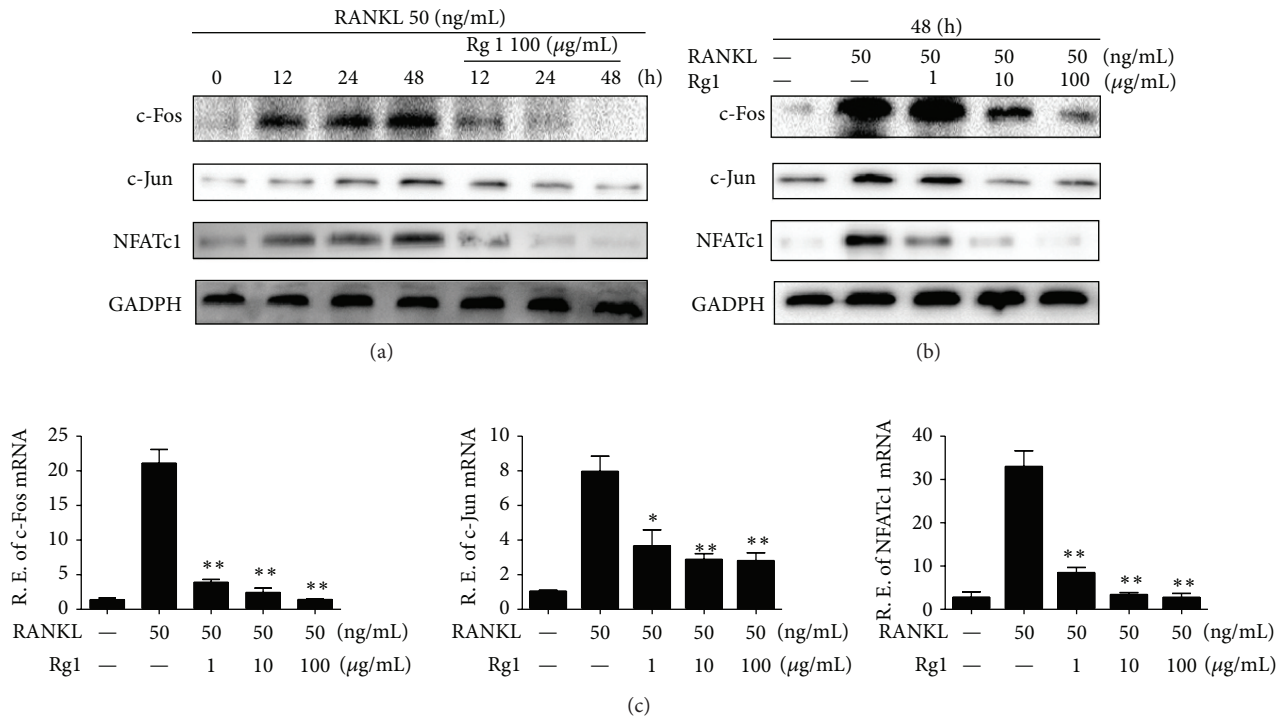 RANKL 50 (ng/mL)
Rg 1 100 (μg/mL)
0 12 24 48 12 24 48 (h)
c-Fos
c-Jun
NFATc1
GADPH
(a)
48 (h)
RANKL — 50 50 50 50 (ng/mL)
Rg1 — — 1 10 100 (μg/mL)
c-Fos
c-Jun
NFATc1
GADPH
(b)
R. E. of c-Fos mRNA
25
20
15
10
5
0
** ** **
RANKL — 50 50 50 50 (ng/mL)
Rg1 — — 1 10 100 (μg/mL)
R. E. of c-Jun mRNA
10
8
6
4
2
0
* ** **
RANKL — 50 50 50 50 (ng/mL)
Rg1 — — 1 10 100 (μg/mL)
R. E. of NFATc1 mRNA
40
30
20
10
0
** ** **
RANKL — 50 50 50 50 (ng/mL)
Rg1 — — 1 10 100 (μg/mL)
(c)